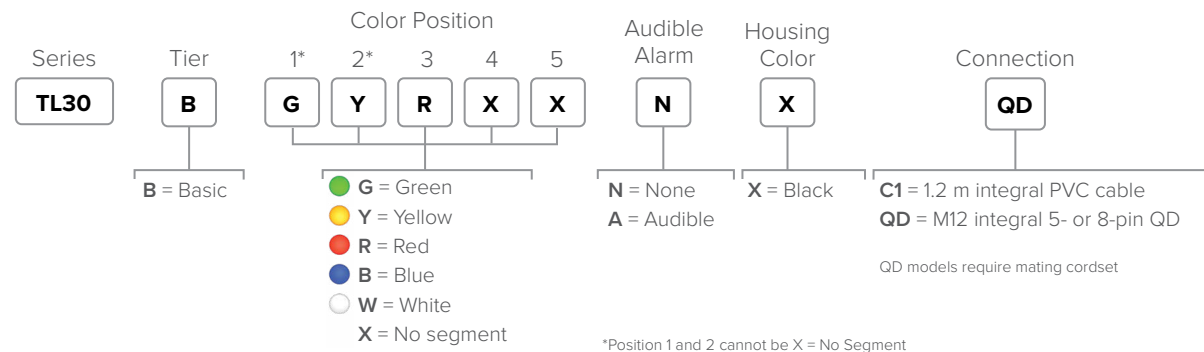 Color Position
Series Tier 1* 2* 3 4 5 Audible Alarm Housing Color Connection
TL30 B G Y R X X N X QD
B = Basic
G = Green
Y = Yellow
R = Red
B = Blue
W = White
X = No segment
N = None
A = Audible
X = Black
C1 = 1.2 m integral PVC cable
QD = M12 integral 5- or 8-pin QD
QD models require mating cordset
*Position 1 and 2 cannot be X = No Segment